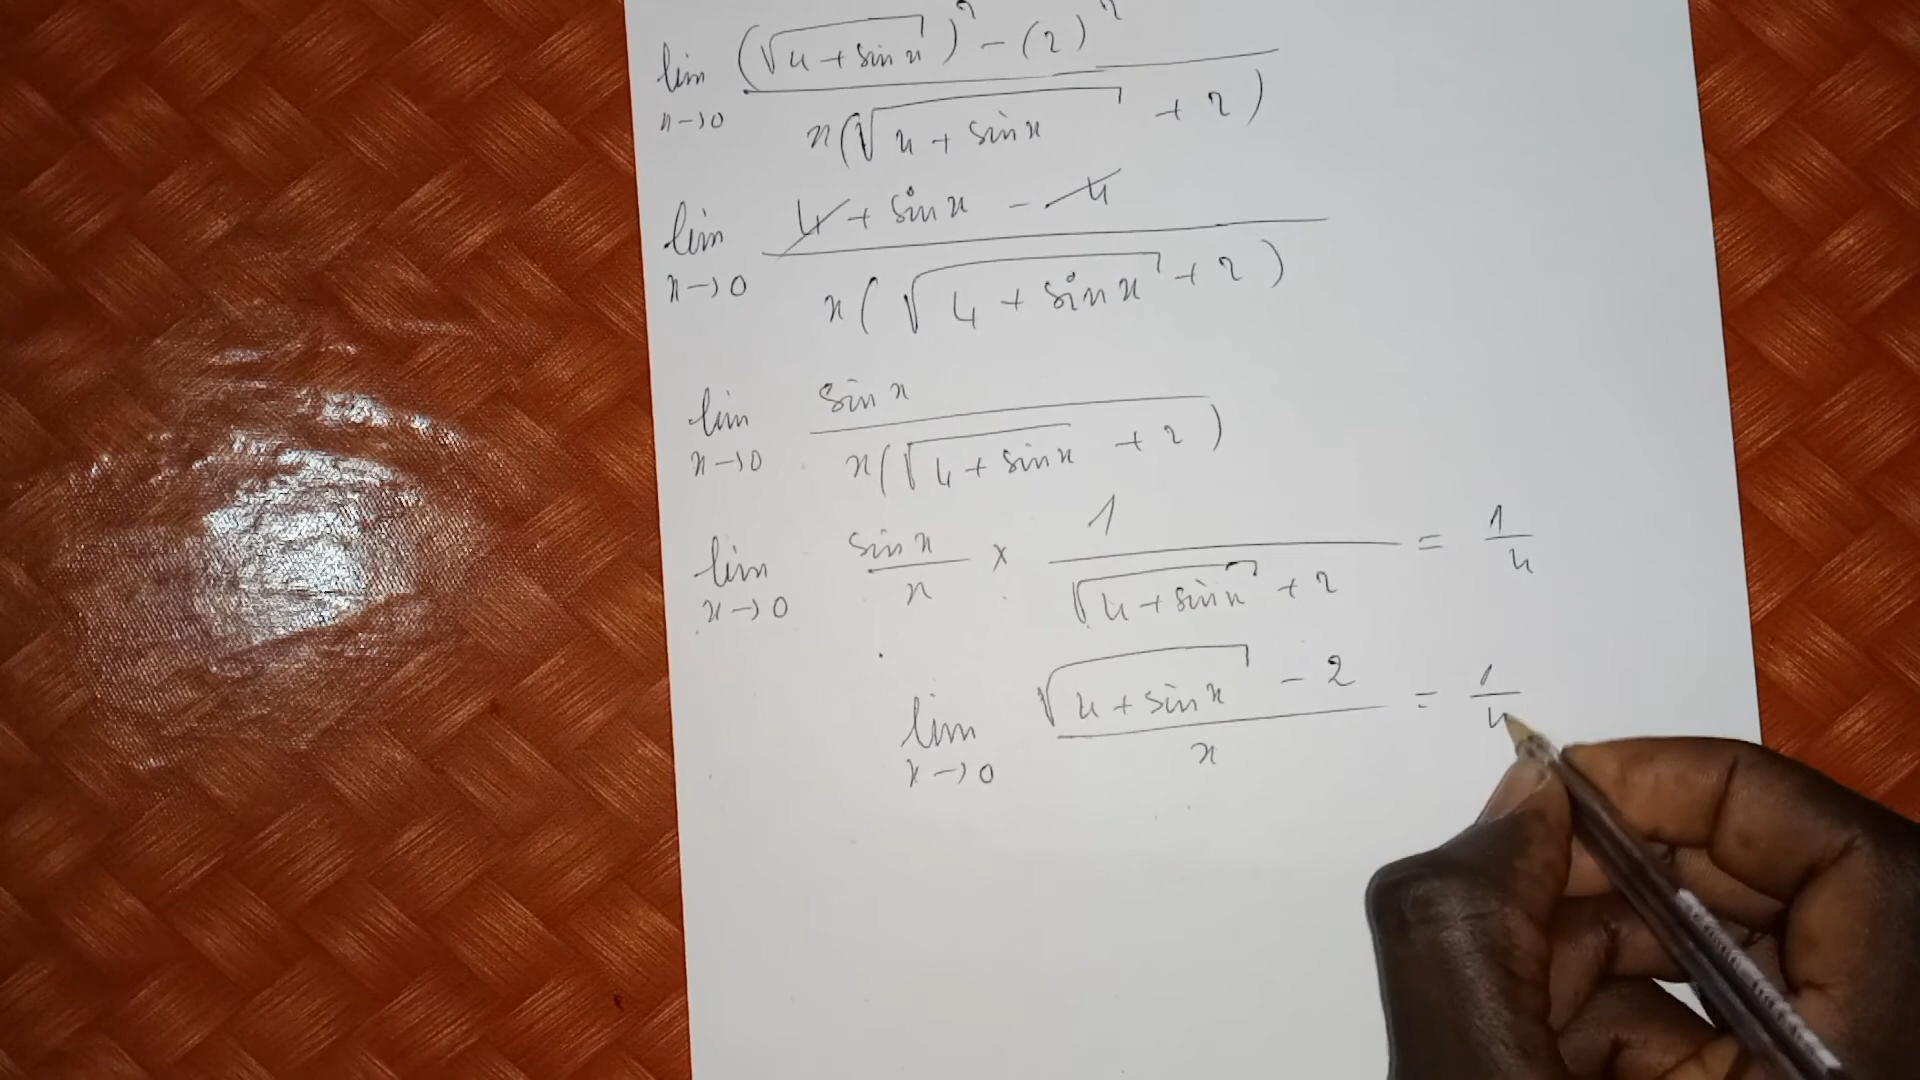 lim x→0 ((√4+sin x)² - (2)²) / (x(√4+sin x + 2))
lim x→0 (4+sin x - 4) / (x(√4+sin x + 2))
lim x→0 (sin x) / (x(√4+sin x + 2))
lim x→0 (sin x)/x × 1/(√4+sin x + 2) = 1/4
lim x→0 (√4+sin x - 2)/x = 1/4